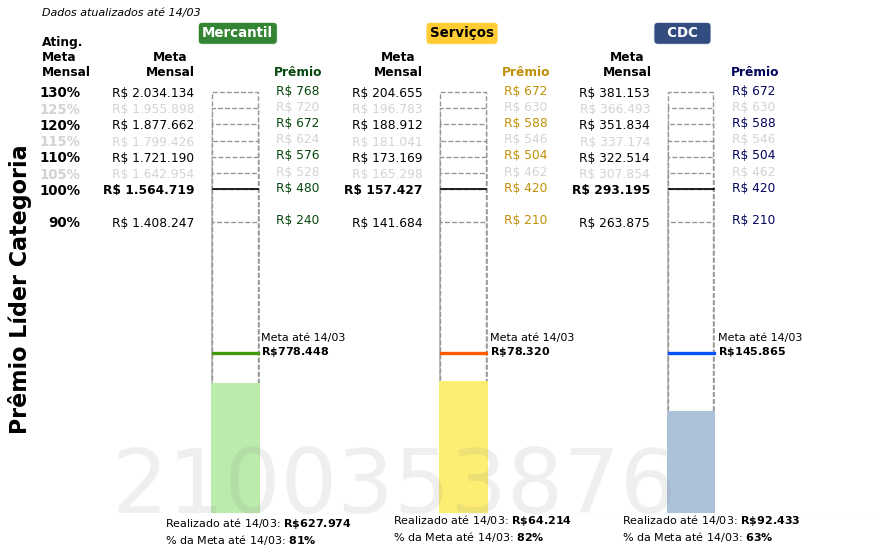 Dados atualizados até 14/03
Mercantil Serviços CDC
Ating.
Meta Meta Meta Meta
Mensal Mensal Prêmio Mensal Prêmio Mensal Prêmio
130% R$ 2.034.134 R$ 768 R$ 204.655 R$ 672 R$ 381.153 R$ 672
125% R$ 1.955.898 R$ 720 R$ 196.783 R$ 630 R$ 366.493 R$ 630
120% R$ 1.877.662 R$ 672 R$ 188.912 R$ 588 R$ 351.834 R$ 588
115% R$ 1.799.426 R$ 624 R$ 181.041 R$ 546 R$ 337.174 R$ 546
110% R$ 1.721.190 R$ 576 R$ 173.169 R$ 504 R$ 322.514 R$ 504
105% R$ 1.642.954 R$ 528 R$ 165.298 R$ 462 R$ 307.854 R$ 462
100% R$ 1.564.719 R$ 480 R$ 157.427 R$ 420 R$ 293.195 R$ 420
90% R$ 1.408.247 R$ 240 R$ 141.684 R$ 210 R$ 263.875 R$ 210
Prêmio Líder Categoria
Meta até 14/03 Meta até 14/03 Meta até 14/03
R$778.448 R$78.320 R$145.865
2100353876
Realizado até 14/03: R$627.974 Realizado até 14/03: R$64.214 Realizado até 14/03: R$92.433
% da Meta até 14/03: 81% % da Meta até 14/03: 82% % da Meta até 14/03: 63%